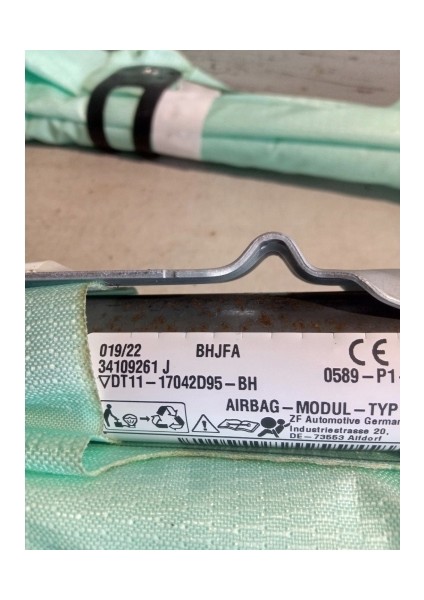 019/22 BHJFA CE
34109261 J 0589-P1-
▽DT11-17042D95-BH
AIRBAG-MODUL-TYP
ZF Automotive German
Industriestrasse 20,
DE-73553 Alfdorf